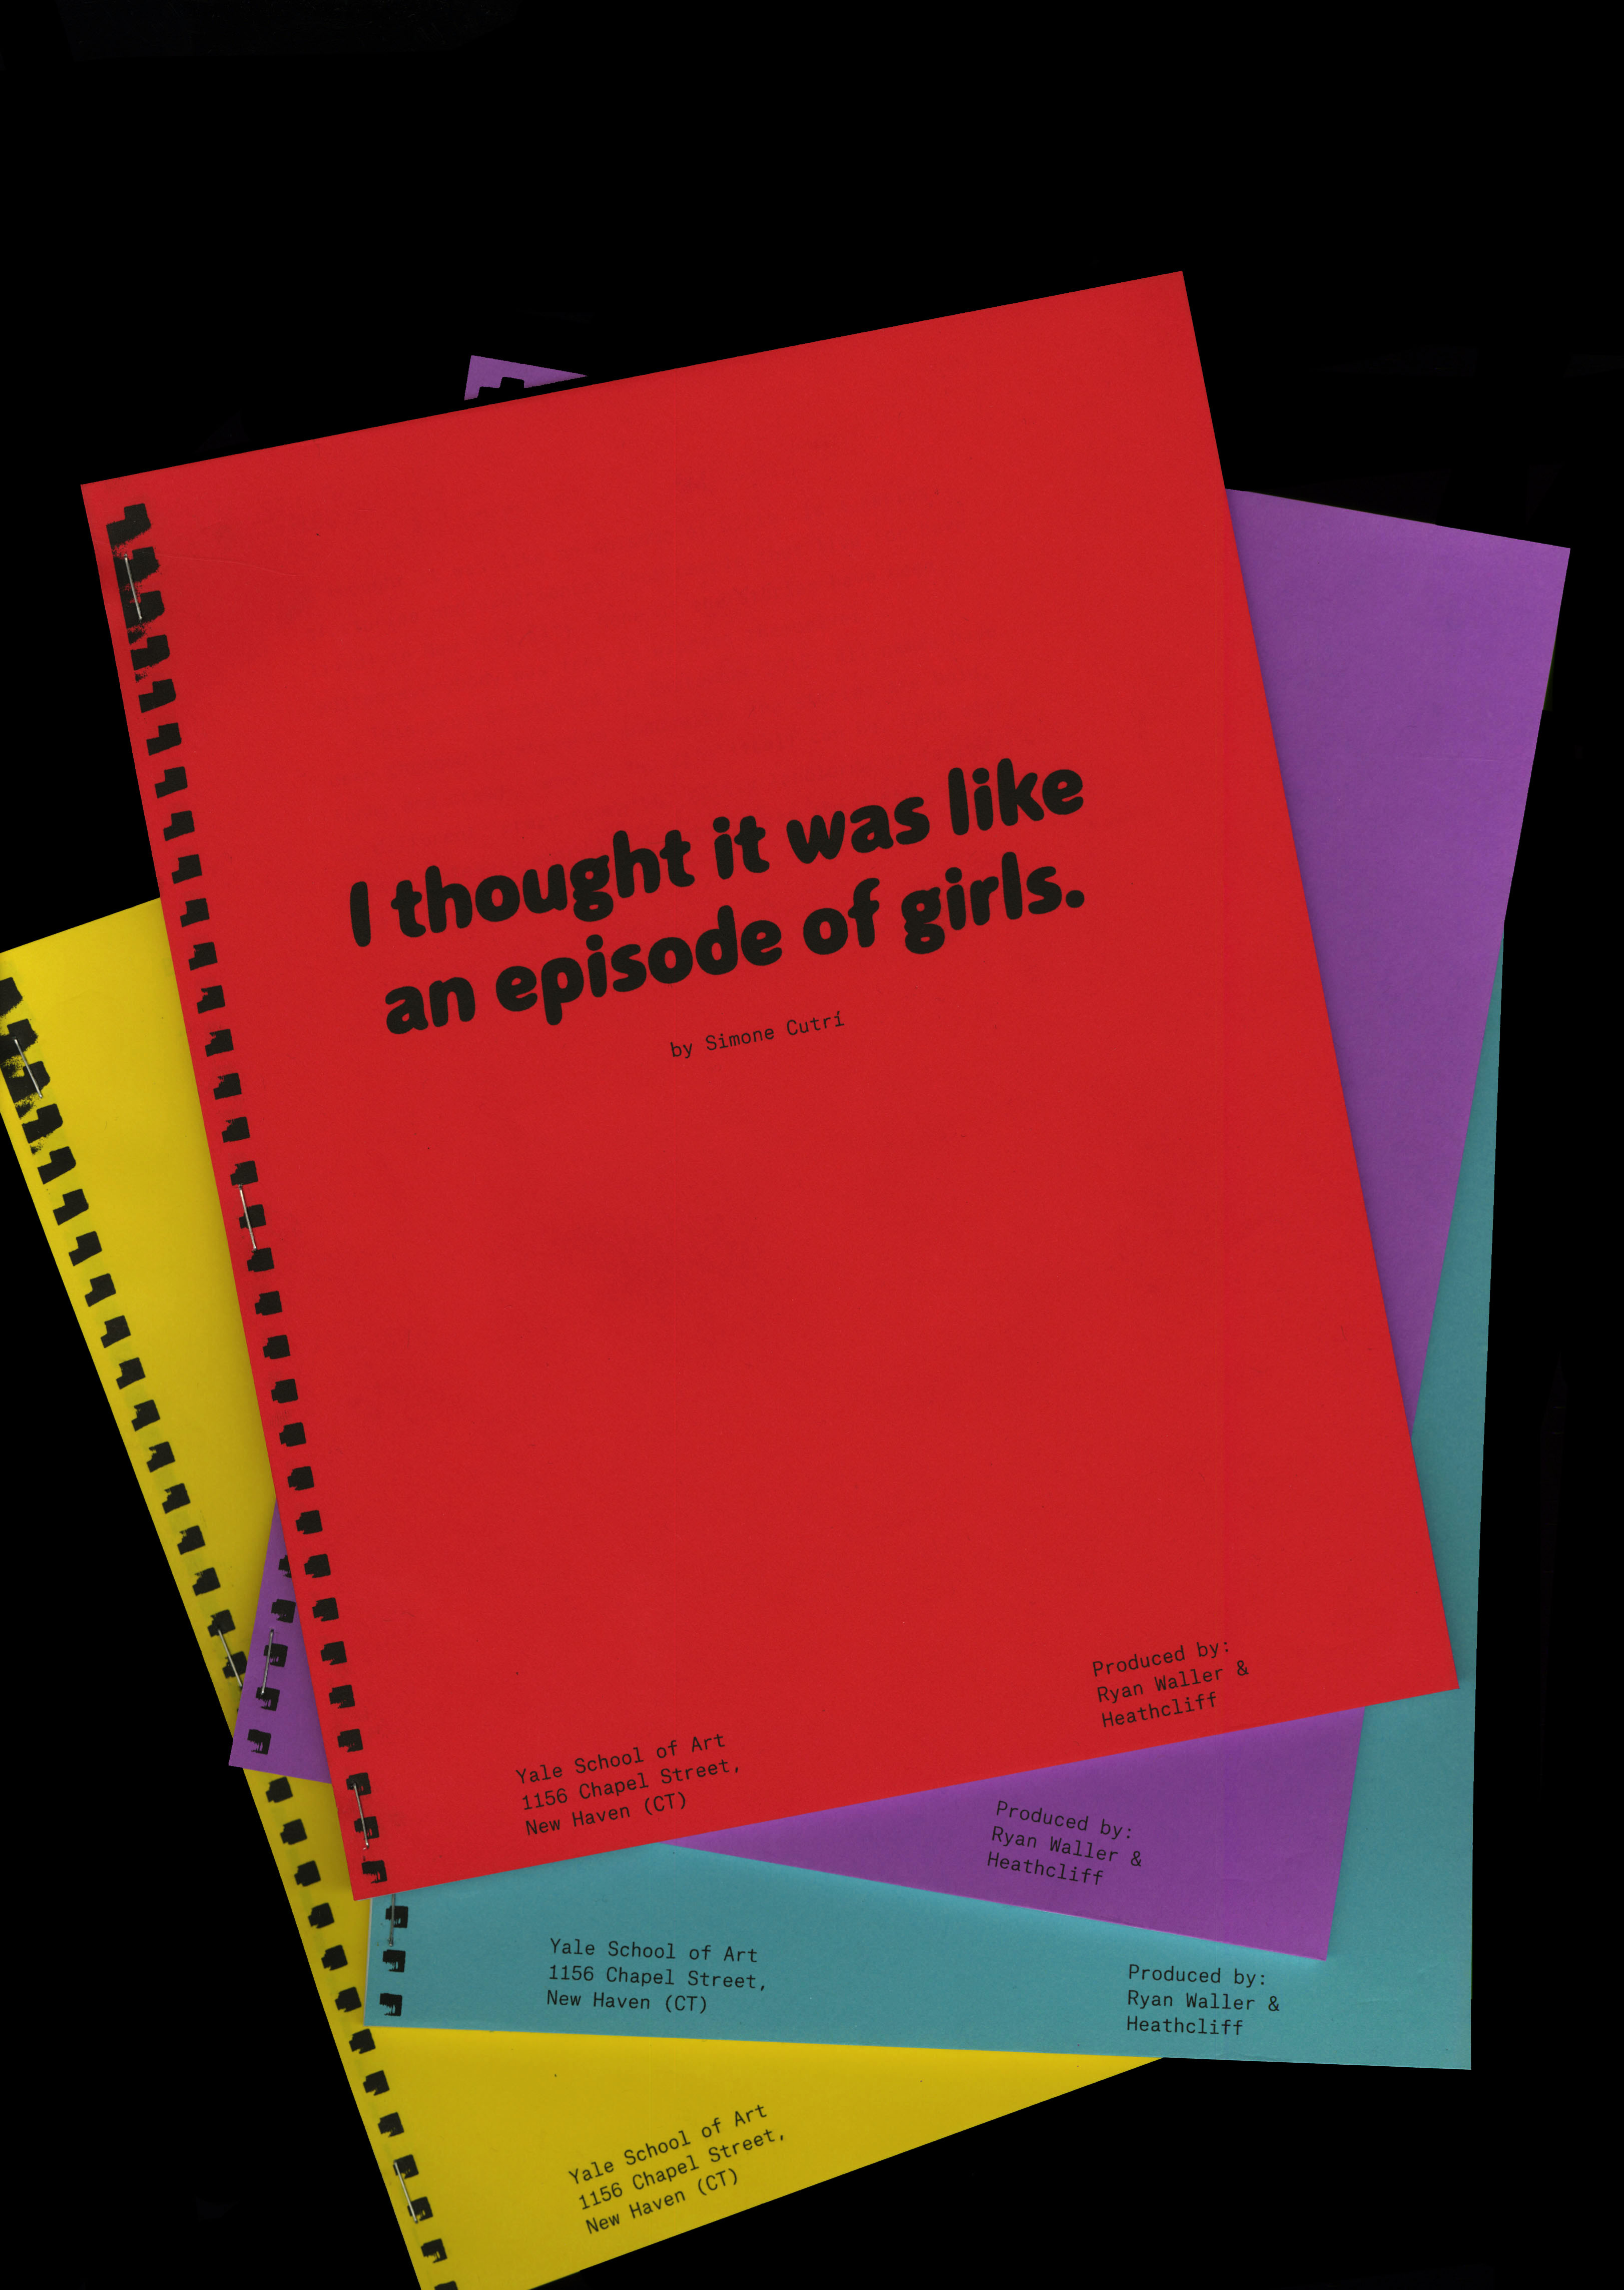 I thought it was like
an episode of girls.
by Simone Cutrí
Produced by:
Ryan Waller &
Heathcliff
Yale School of Art
1156 Chapel Street,
New Haven (CT)
Produced by:
Ryan Waller &
Heathcliff
Yale School of Art
1156 Chapel Street,
New Haven (CT)
Produced by:
Ryan Waller &
Heathcliff
Yale School of Art
1156 Chapel Street,
New Haven (CT)